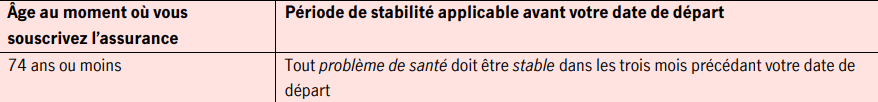 Âge au moment où vous
souscrivez l’assurance
Période de stabilité applicable avant votre date de départ
74 ans ou moins
Tout problème de santé doit être stable dans les trois mois précédant votre date de
départ